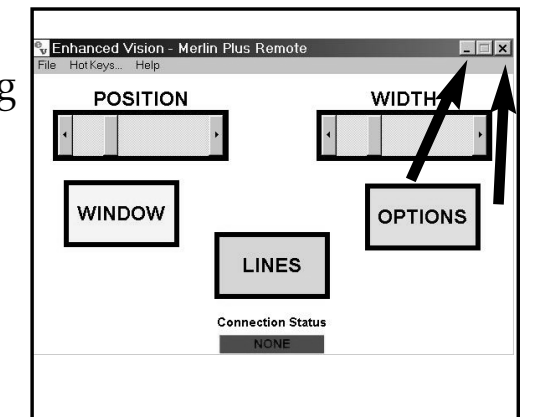 Enhanced Vision - Merlin Plus Remote
File HotKeys... Help
g
POSITION WIDTH
WINDOW
OPTIONS
LINES
Connection Status
NONE